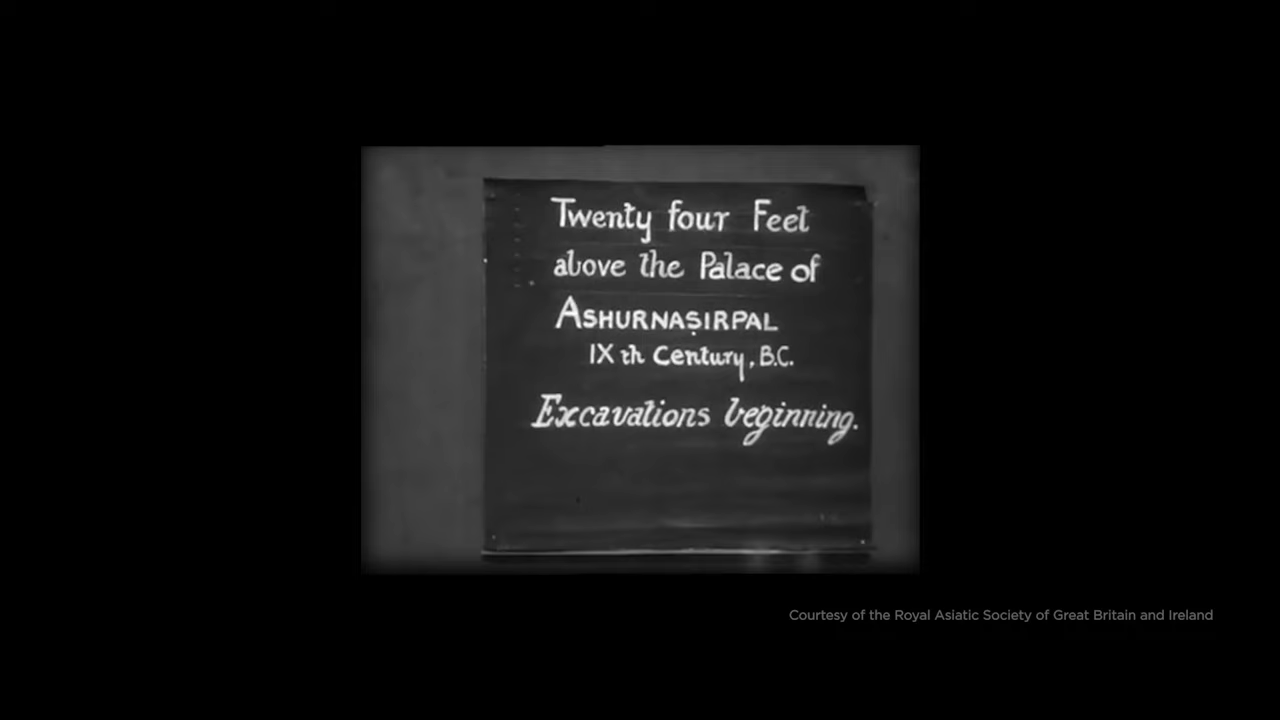 Twenty four Feet
above the Palace of
ASHURNAṢIRPAL
IX th Century, B.C.
Excavations beginning.
Courtesy of the Royal Asiatic Society of Great Britain and Ireland